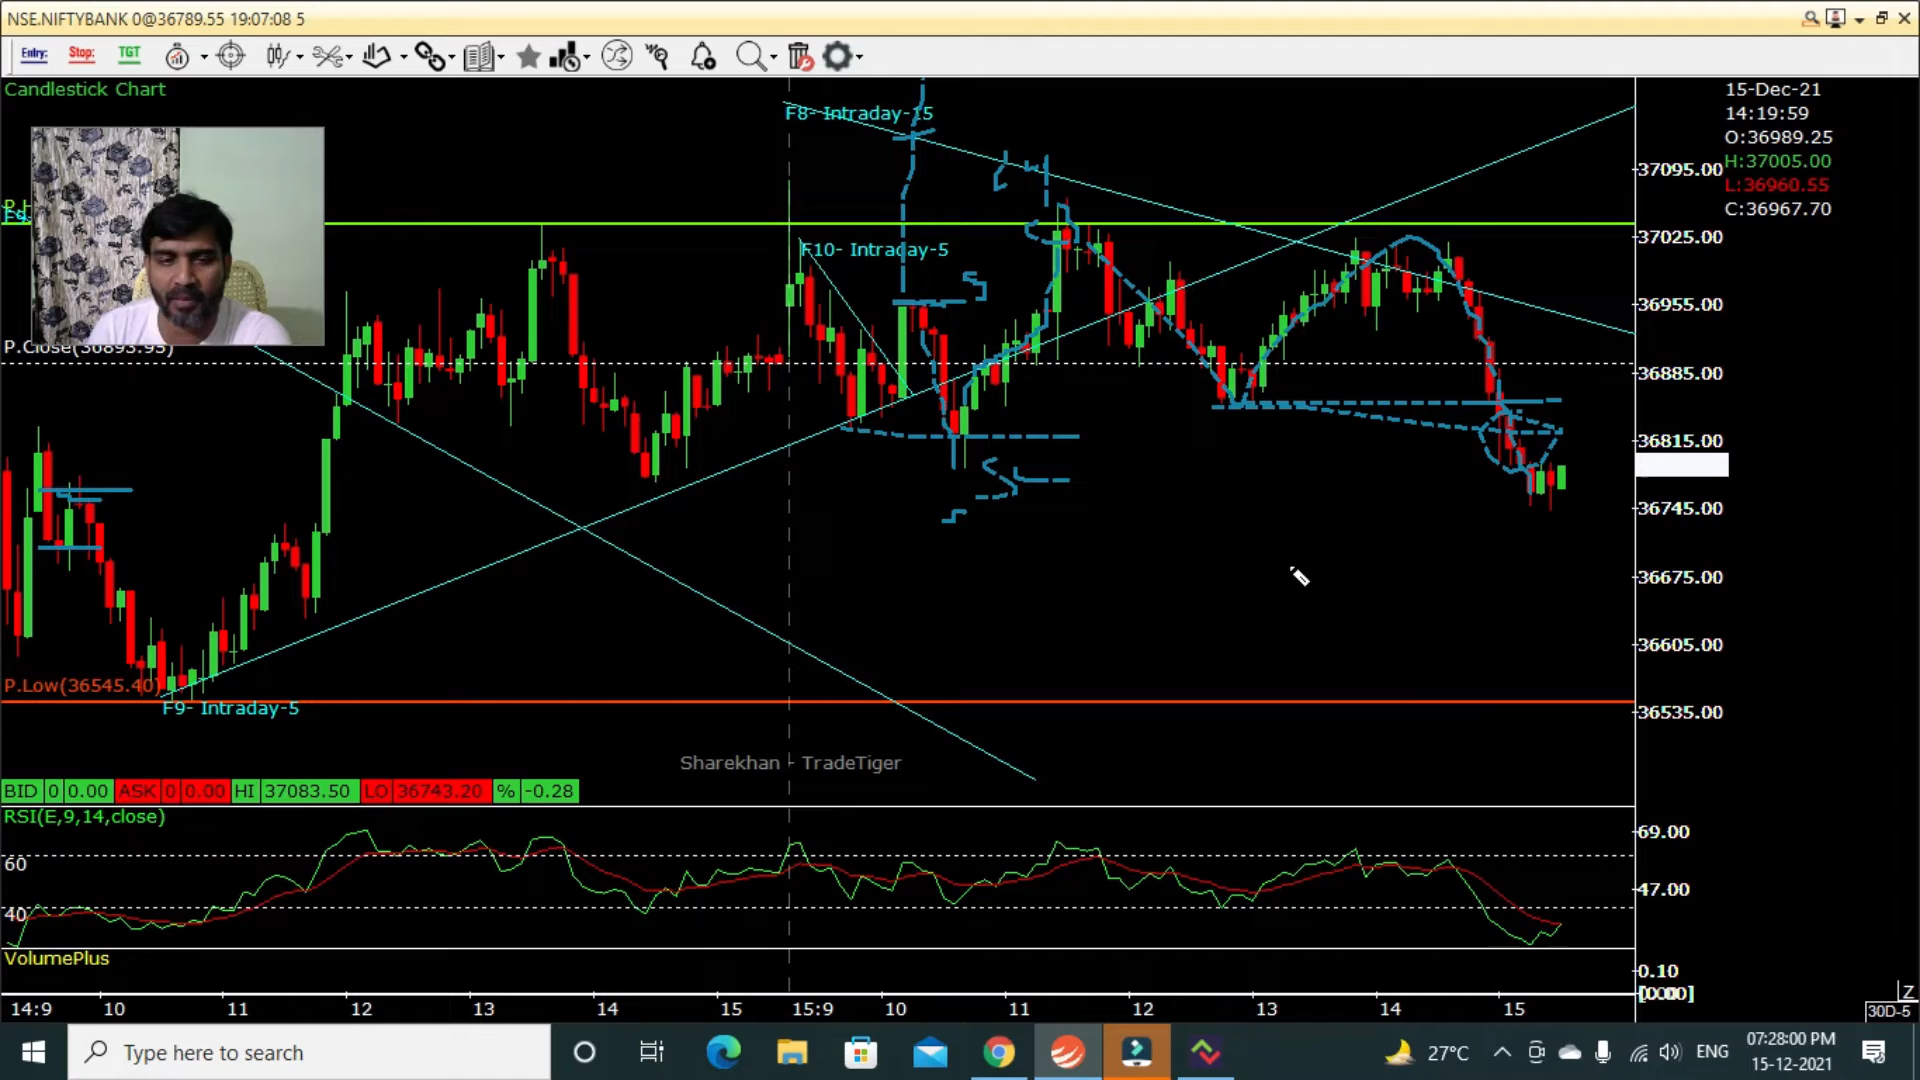 NSE.NIFTYBANK 0@36789.55 19:07:08 5
Entry: Stop: TGT
Candlestick Chart
15-Dec-21
14:19:59
O:36989.25
H:37005.00
L:36960.55
C:36967.70
F8- Intraday-15
37095.00
37025.00
F10- Intraday-5
36955.00
P.Close(36893.95)
36885.00
36815.00
36745.00
36675.00
36605.00
P.Low(36545.40)
F9- Intraday-5
36535.00
Sharekhan - TradeTiger
BID 0 0.00 ASK 0 0.00 HI 37083.50 LO 36743.20 % -0.28
RSI(E,9,14,close)
69.00
60
47.00
40
VolumePlus
0.10
14:9 10 11 12 13 14 15 15:9 10 11 12 13 14 15
Z
30D-5
Type here to search
27°C
ENG
07:28:00 PM
15-12-2021